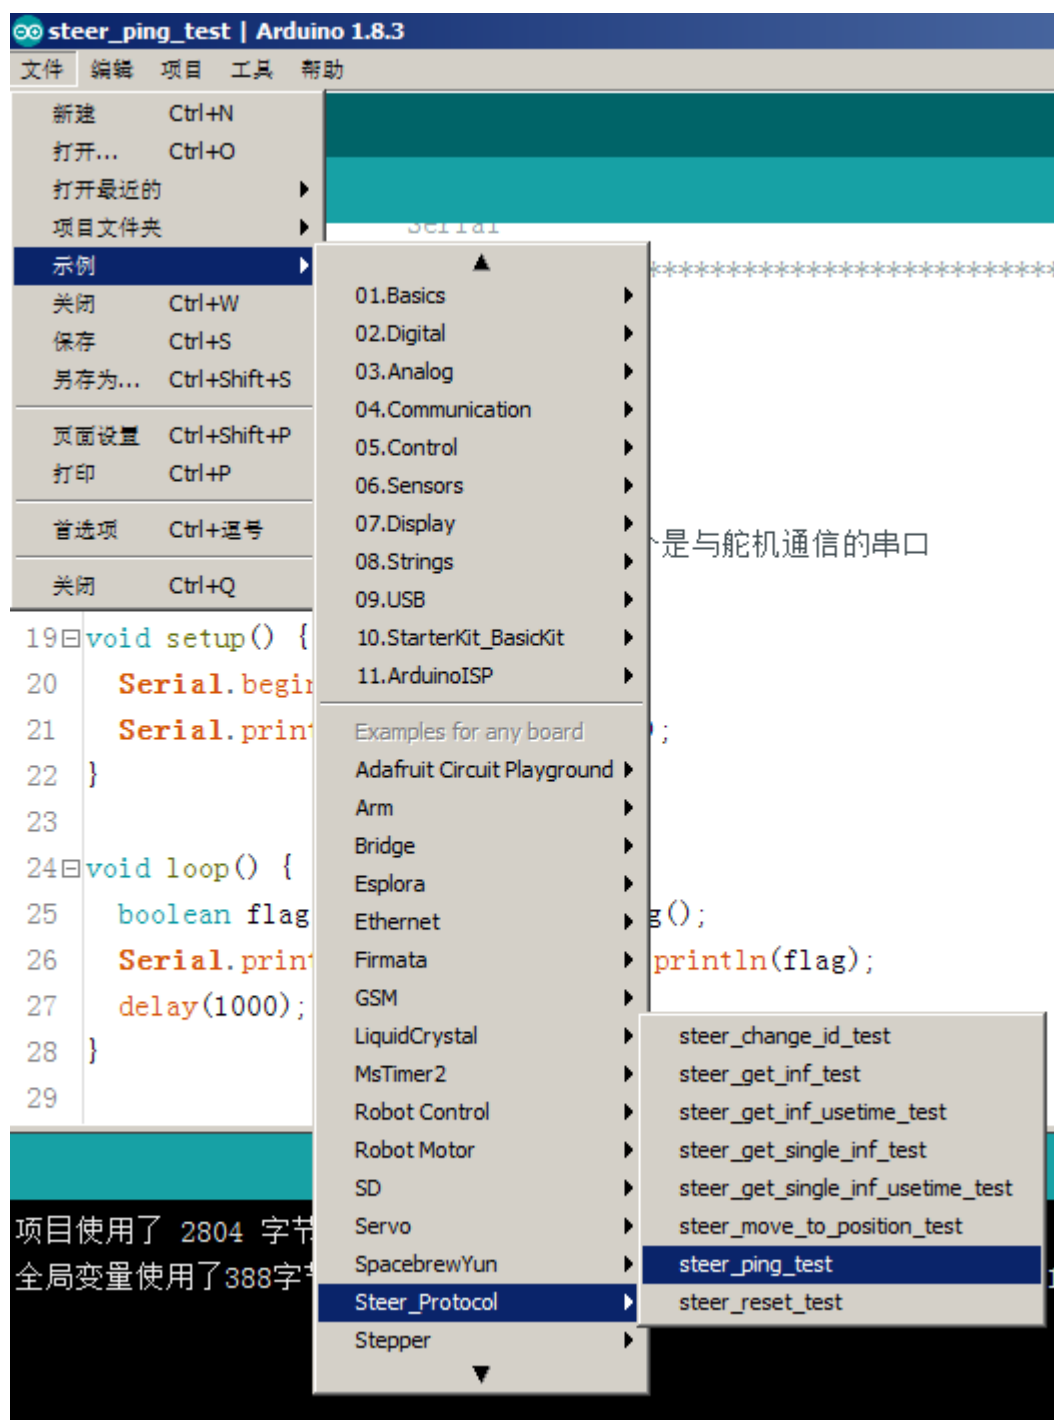 steer_ping_test | Arduino 1.8.3
文件 编辑 项目 工具 帮助
新建 Ctrl+N
打开... Ctrl+O
打开最近的
项目文件夹
示例
关闭 Ctrl+W
保存 Ctrl+S
另存为... Ctrl+Shift+S
页面设置 Ctrl+Shift+P
打印 Ctrl+P
首选项 Ctrl+逗号
关闭 Ctrl+Q
Serial
**************************
是与舵机通信的串口
01.Basics
02.Digital
03.Analog
04.Communication
05.Control
06.Sensors
07.Display
08.Strings
09.USB
10.StarterKit_BasicKit
11.ArduinoISP
Examples for any board
Adafruit Circuit Playground
Arm
Bridge
Esplora
Ethernet
Firmata
GSM
LiquidCrystal
MsTimer2
Robot Control
Robot Motor
SD
Servo
SpacebrewYun
Steer_Protocol
Stepper
steer_change_id_test
steer_get_inf_test
steer_get_inf_usetime_test
steer_get_single_inf_test
steer_get_single_inf_usetime_test
steer_move_to_position_test
steer_ping_test
steer_reset_test
19 void setup() {
20 Serial.begin
21 Serial.print );
22 }
23
24 void loop() {
25 boolean flag g();
26 Serial.print println(flag);
27 delay(1000);
28 }
29
项目使用了 2804 字节
全局变量使用了388字